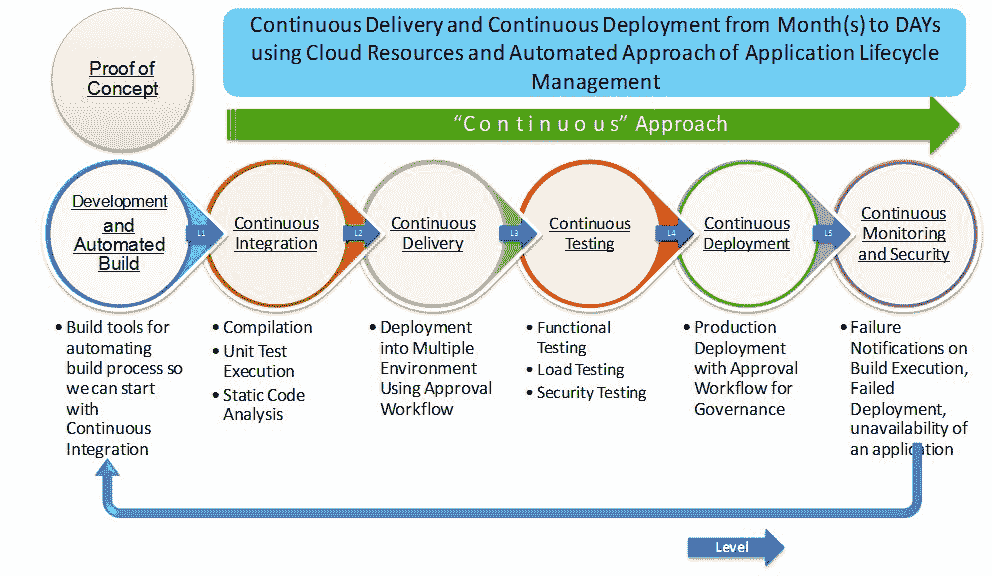 Proof of
Concept
Continuous Delivery and Continuous Deployment from Month(s) to DAYs
using Cloud Resources and Automated Approach of Application Lifecycle
Management
“C o n t i n u o u s” Approach
Development
and
Automated
Build
L1
Continuous
Integration
L2
Continuous
Delivery
L3
Continuous
Testing
L4
Continuous
Deployment
L5
Continuous
Monitoring
and Security
• Build tools for
automating
build process so
we can start
with
Continuous
Integration
• Compilation
• Unit Test
Execution
• Static Code
Analysis
• Deployment
into Multiple
Environment
Using Approval
Workflow
• Functional
Testing
• Load Testing
• Security Testing
• Production
Deployment
with Approval
Workflow for
Governance
• Failure
Notifications on
Build Execution,
Failed
Deployment,
unavailability of
an application
Level